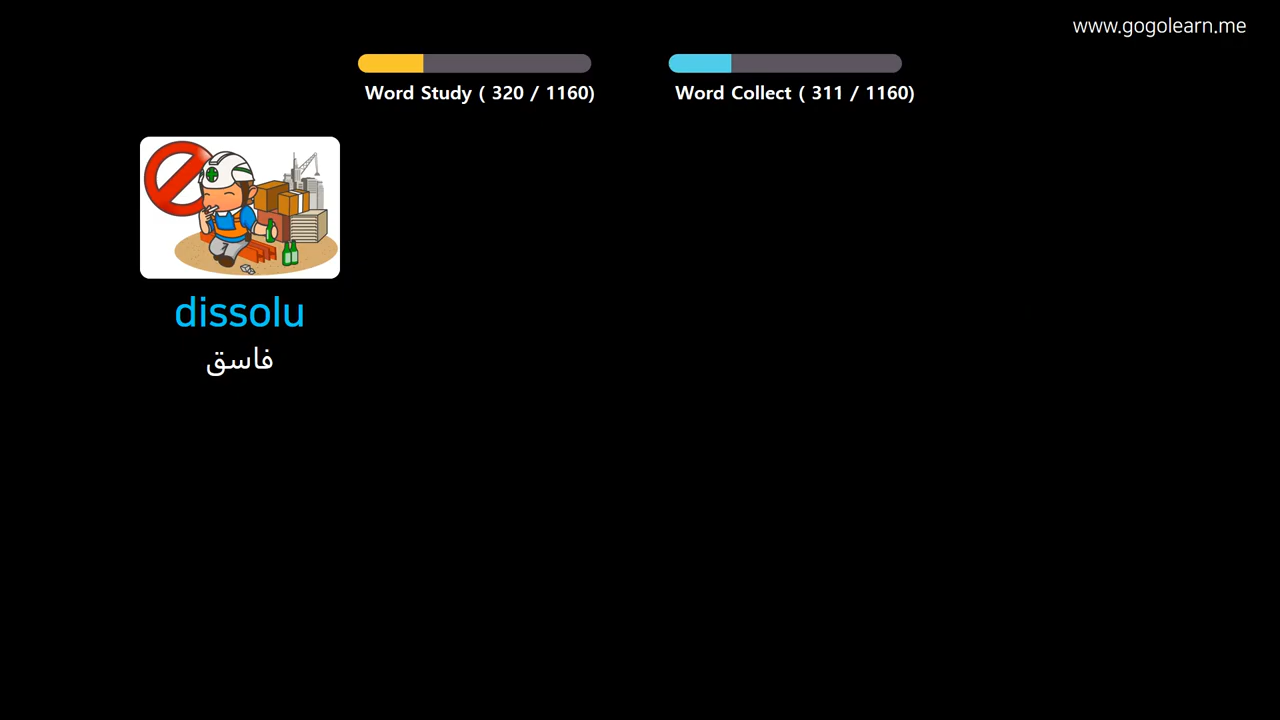 www.gogolearn.me
Word Study ( 320 / 1160)
Word Collect ( 311 / 1160)
dissolu
فاسق